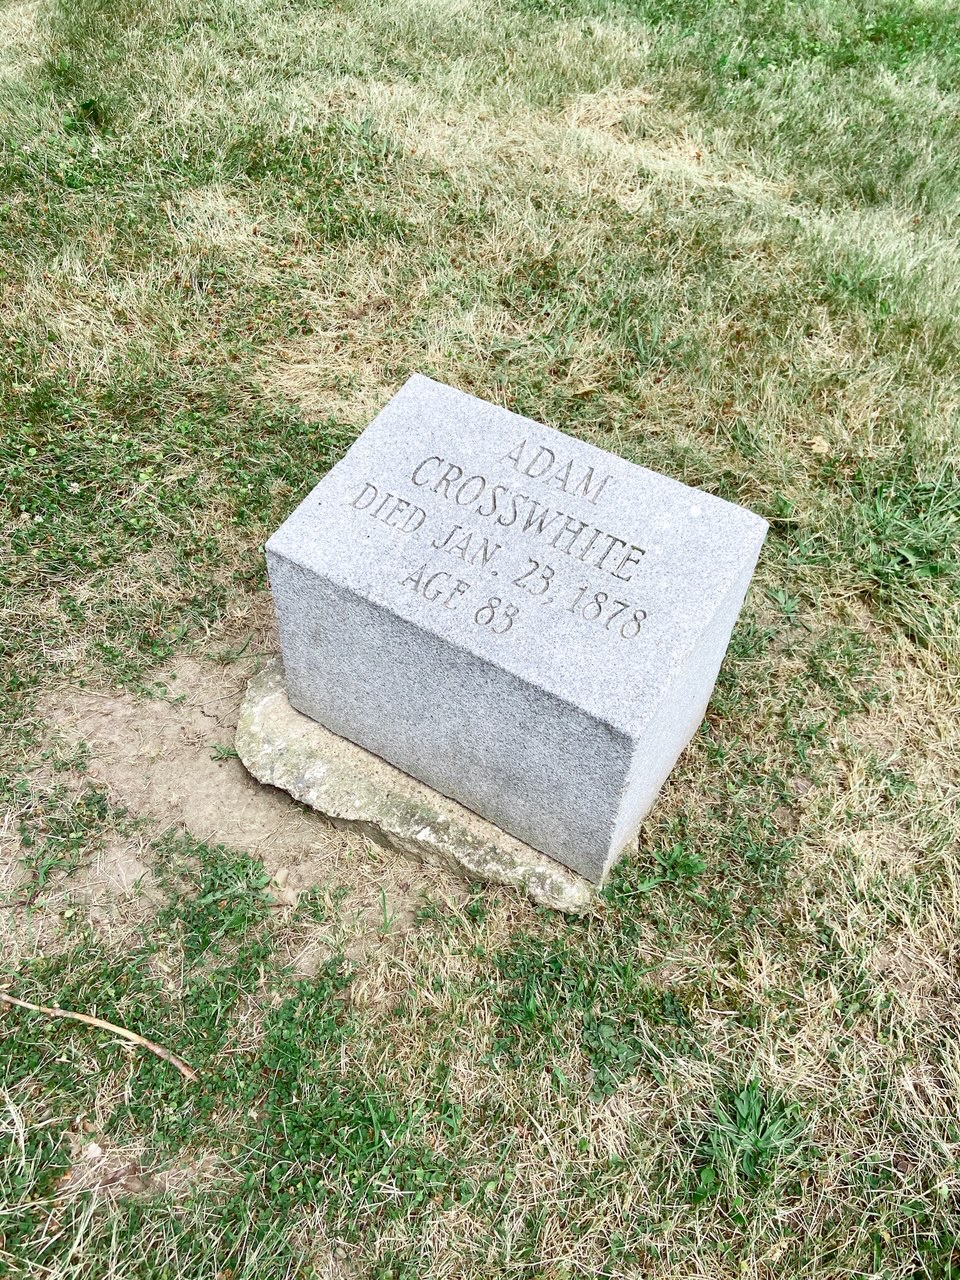 ADAM
CROSSWHITE
DIED JAN. 23, 1878
AGE 83